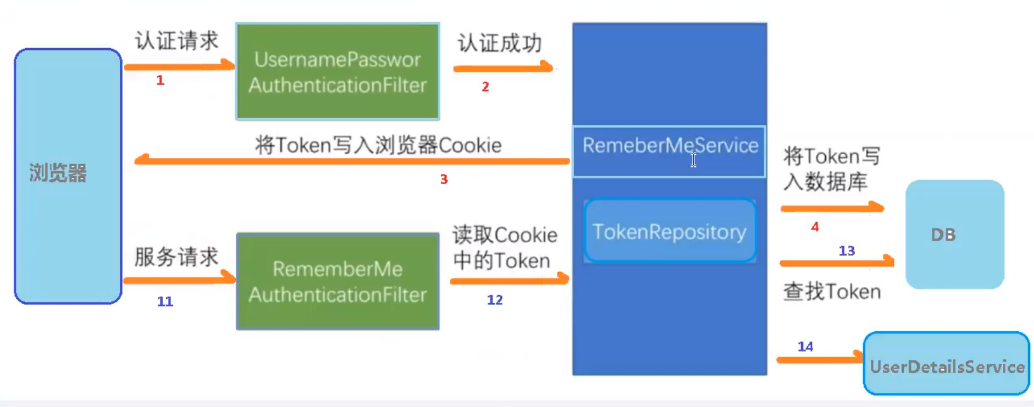 认证请求
1
UsernamePasswor
AuthenticationFilter
认证成功
2
将Token写入浏览器Cookie
3
浏览器
RemeberMeService
将Token写
入数据库
4
TokenRepository
DB
13
查找Token
服务请求
11
RememberMe
AuthenticationFilter
读取Cookie
中的Token
12
14
UserDetailsService